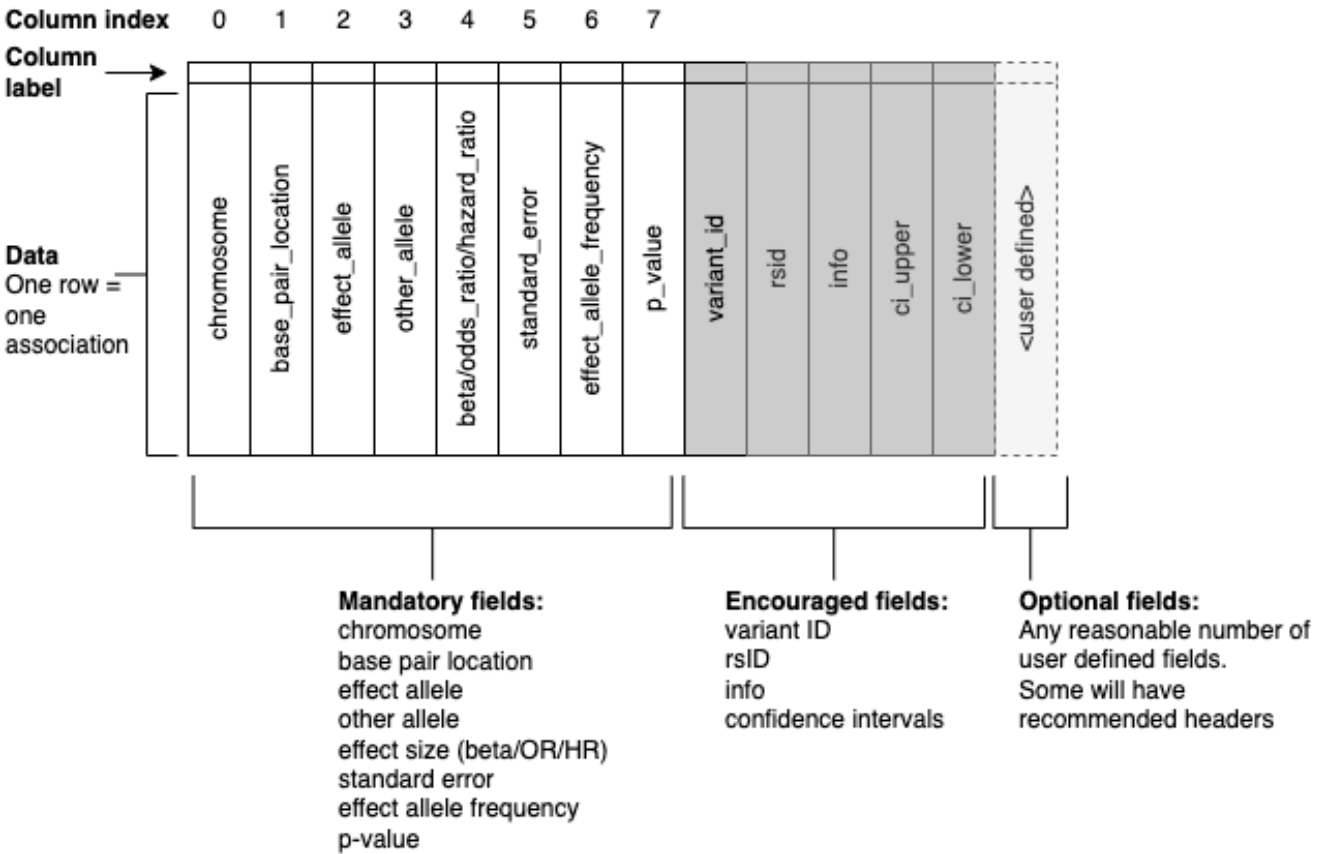 Column index 0 1 2 3 4 5 6 7
Column
label
Data
One row =
one
association
chromosome
base_pair_location
effect_allele
other_allele
beta/odds_ratio/hazard_ratio
standard_error
effect_allele_frequency
p_value
variant_id
rsid
info
ci_upper
ci_lower
<user defined>
Mandatory fields:
chromosome
base pair location
effect allele
other allele
effect size (beta/OR/HR)
standard error
effect allele frequency
p-value
Encouraged fields:
variant ID
rsID
info
confidence intervals
Optional fields:
Any reasonable number of
user defined fields.
Some will have
recommended headers